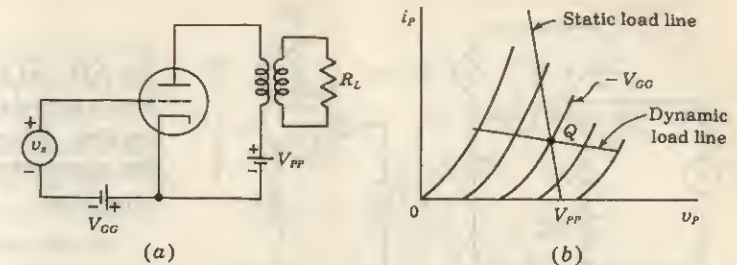 +
v_s
-
- +
V_GG
+
-
V_PP
R_L
(a)
i_P
Static load line
-V_GG
Dynamic
load line
Q
0
V_PP
v_P
(b)